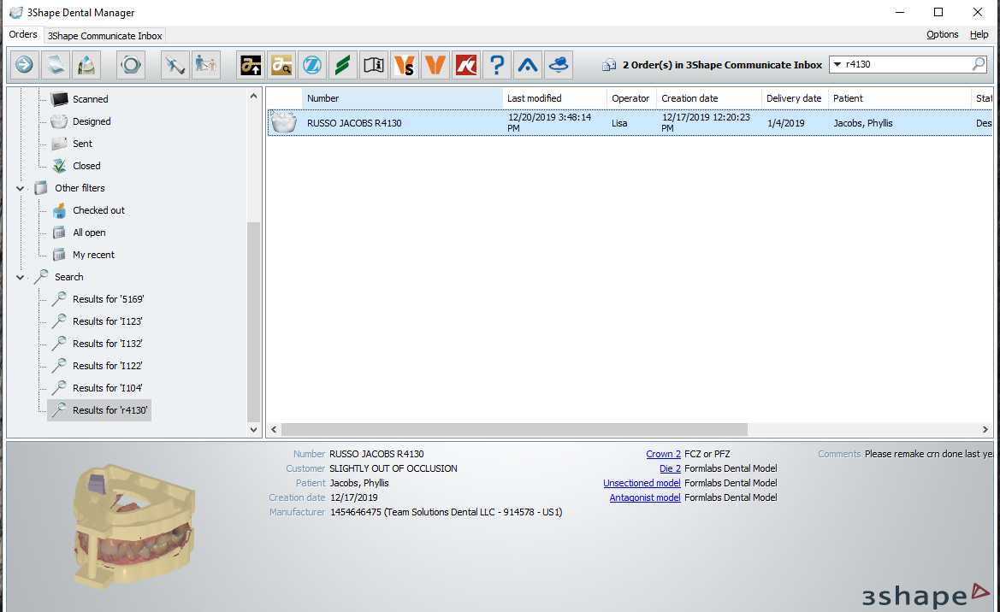 3Shape Dental Manager
Orders
3Shape Communicate Inbox
Options
Help
2 Order(s) in 3Shape Communicate Inbox
r4130
Scanned
Designed
Sent
Closed
Other filters
Checked out
All open
My recent
Search
Results for '5169'
Results for 'I123'
Results for 'I132'
Results for 'I122'
Results for 'I104'
Results for 'r4130'
Number Last modified Operator Creation date Delivery date Patient Stat
RUSSO JACOBS R4130 12/20/2019 3:48:14 PM Lisa 12/17/2019 12:20:23 PM 1/4/2019 Jacobs, Phyllis Des
Number RUSSO JACOBS R4130
Customer SLIGHTLY OUT OF OCCLUSION
Patient Jacobs, Phyllis
Creation date 12/17/2019
Manufacturer 1454646475 (Team Solutions Dental LLC - 914578 - US1)
Crown 2 FCZ or PFZ
Die 2 Formlabs Dental Model
Unsectioned model Formlabs Dental Model
Antagonist model Formlabs Dental Model
Comments Please remake crn done last yea
3shape